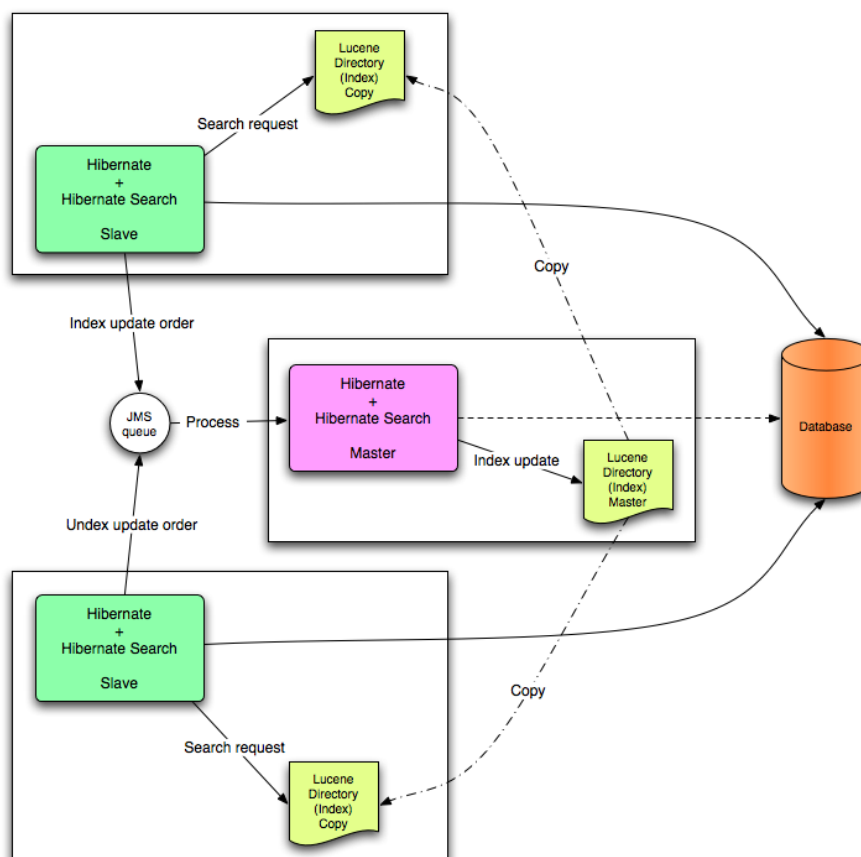 Lucene
Directory
(Index)
Copy
Search request
Hibernate
+
Hibernate Search
Slave
Copy
Index update order
Hibernate
+
Hibernate Search
Master
JMS
queue
Process
Database
Index update
Lucene
Directory
(Index)
Master
Undex update order
Hibernate
+
Hibernate Search
Slave
Copy
Search request
Lucene
Directory
(Index)
Copy